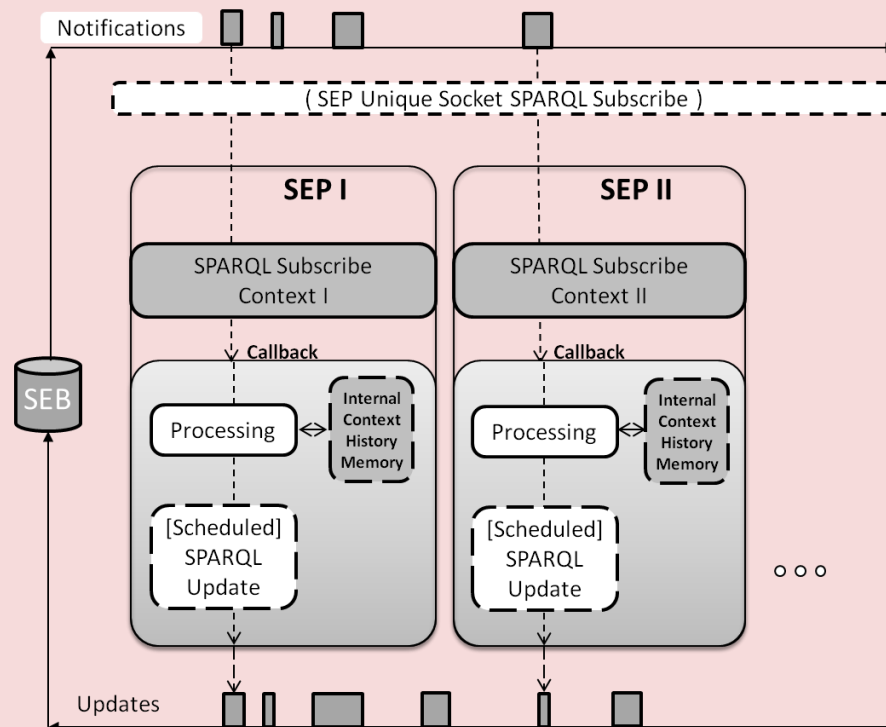 Notifications
( SEP Unique Socket SPARQL Subscribe )
SEP I
SPARQL Subscribe
Context I
Callback
Processing
Internal
Context
History
Memory
[Scheduled]
SPARQL
Update
SEP II
SPARQL Subscribe
Context II
Callback
Processing
Internal
Context
History
Memory
[Scheduled]
SPARQL
Update
SEB
Updates